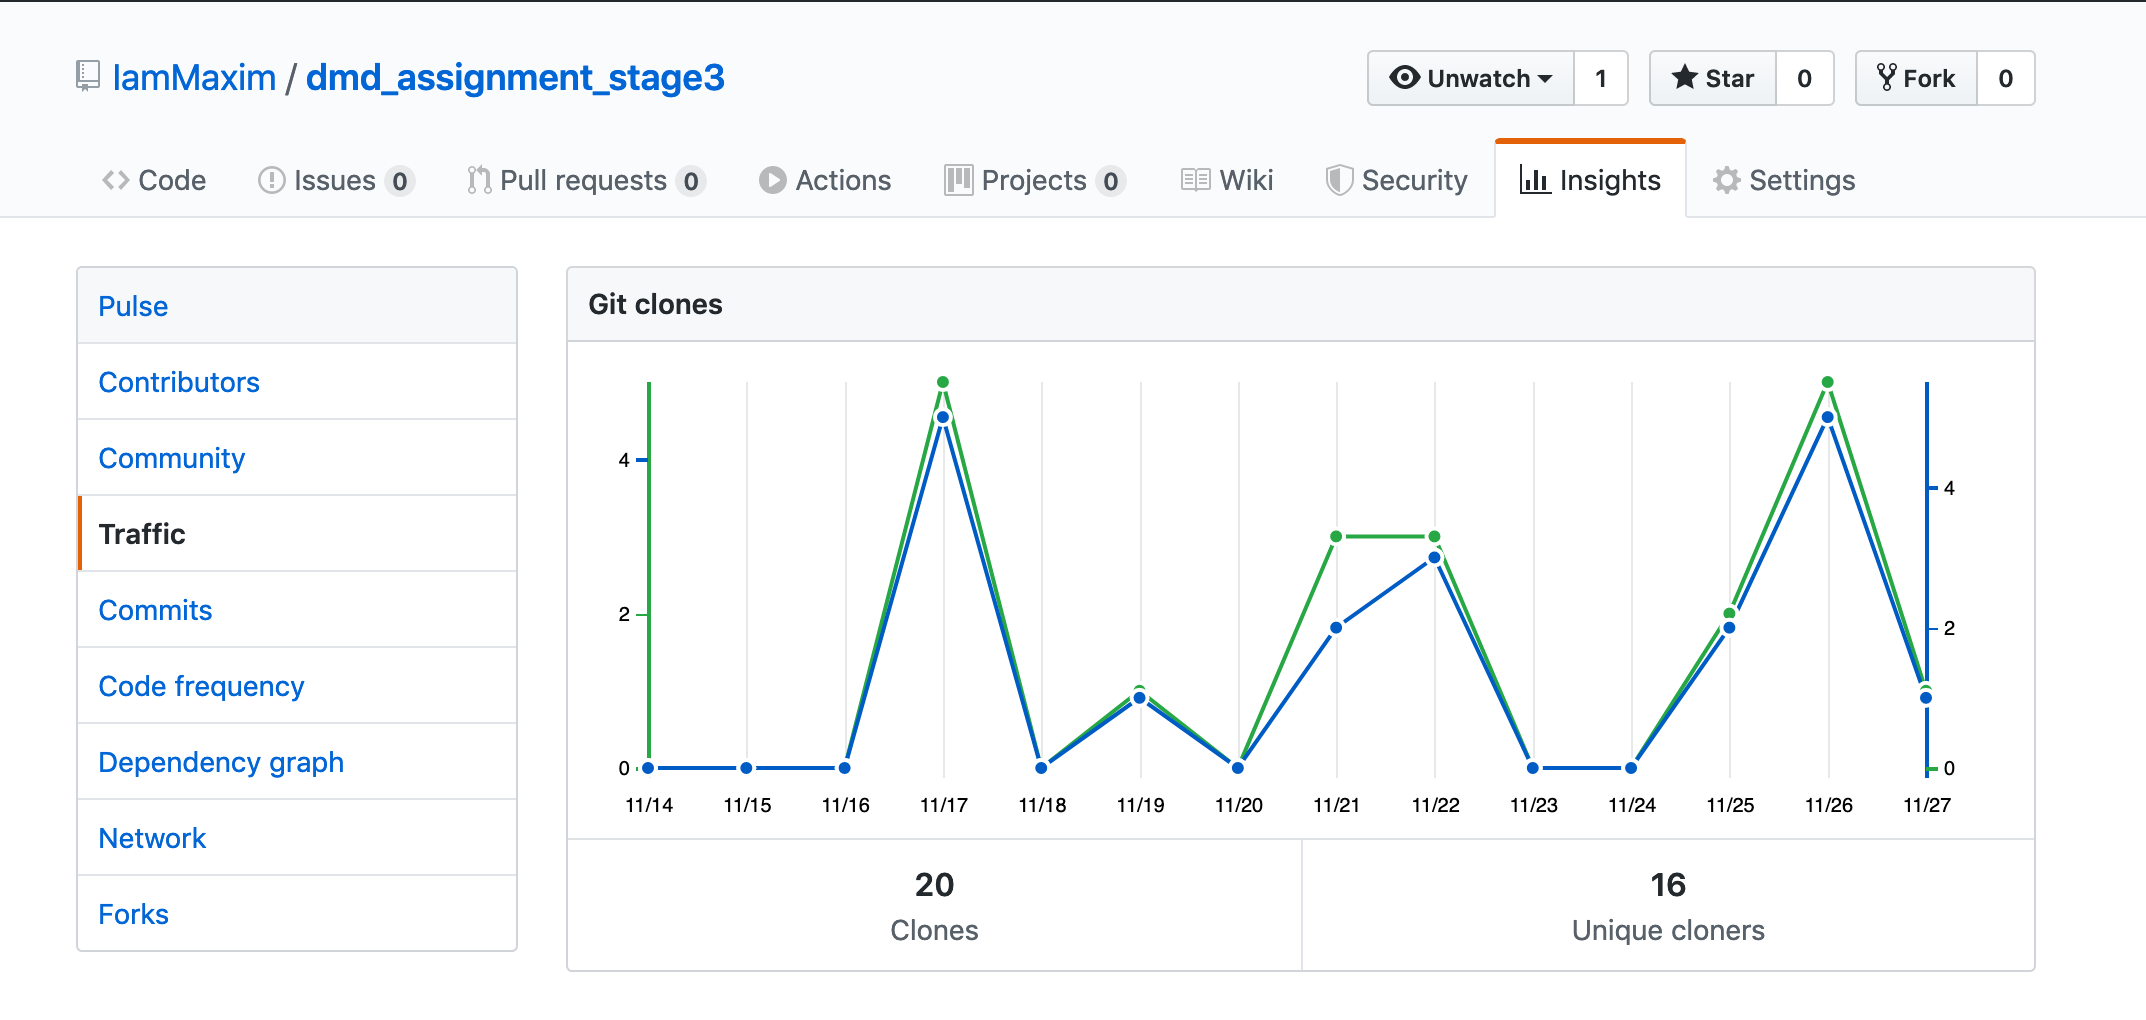 IamMaxim / dmd_assignment_stage3
Unwatch 1 Star 0 Fork 0
Code Issues 0 Pull requests 0 Actions Projects 0 Wiki Security Insights Settings
Pulse
Contributors
Community
Traffic
Commits
Code frequency
Dependency graph
Network
Forks
Git clones
4
2
0
4
2
0
11/14 11/15 11/16 11/17 11/18 11/19 11/20 11/21 11/22 11/23 11/24 11/25 11/26 11/27
20
Clones
16
Unique cloners